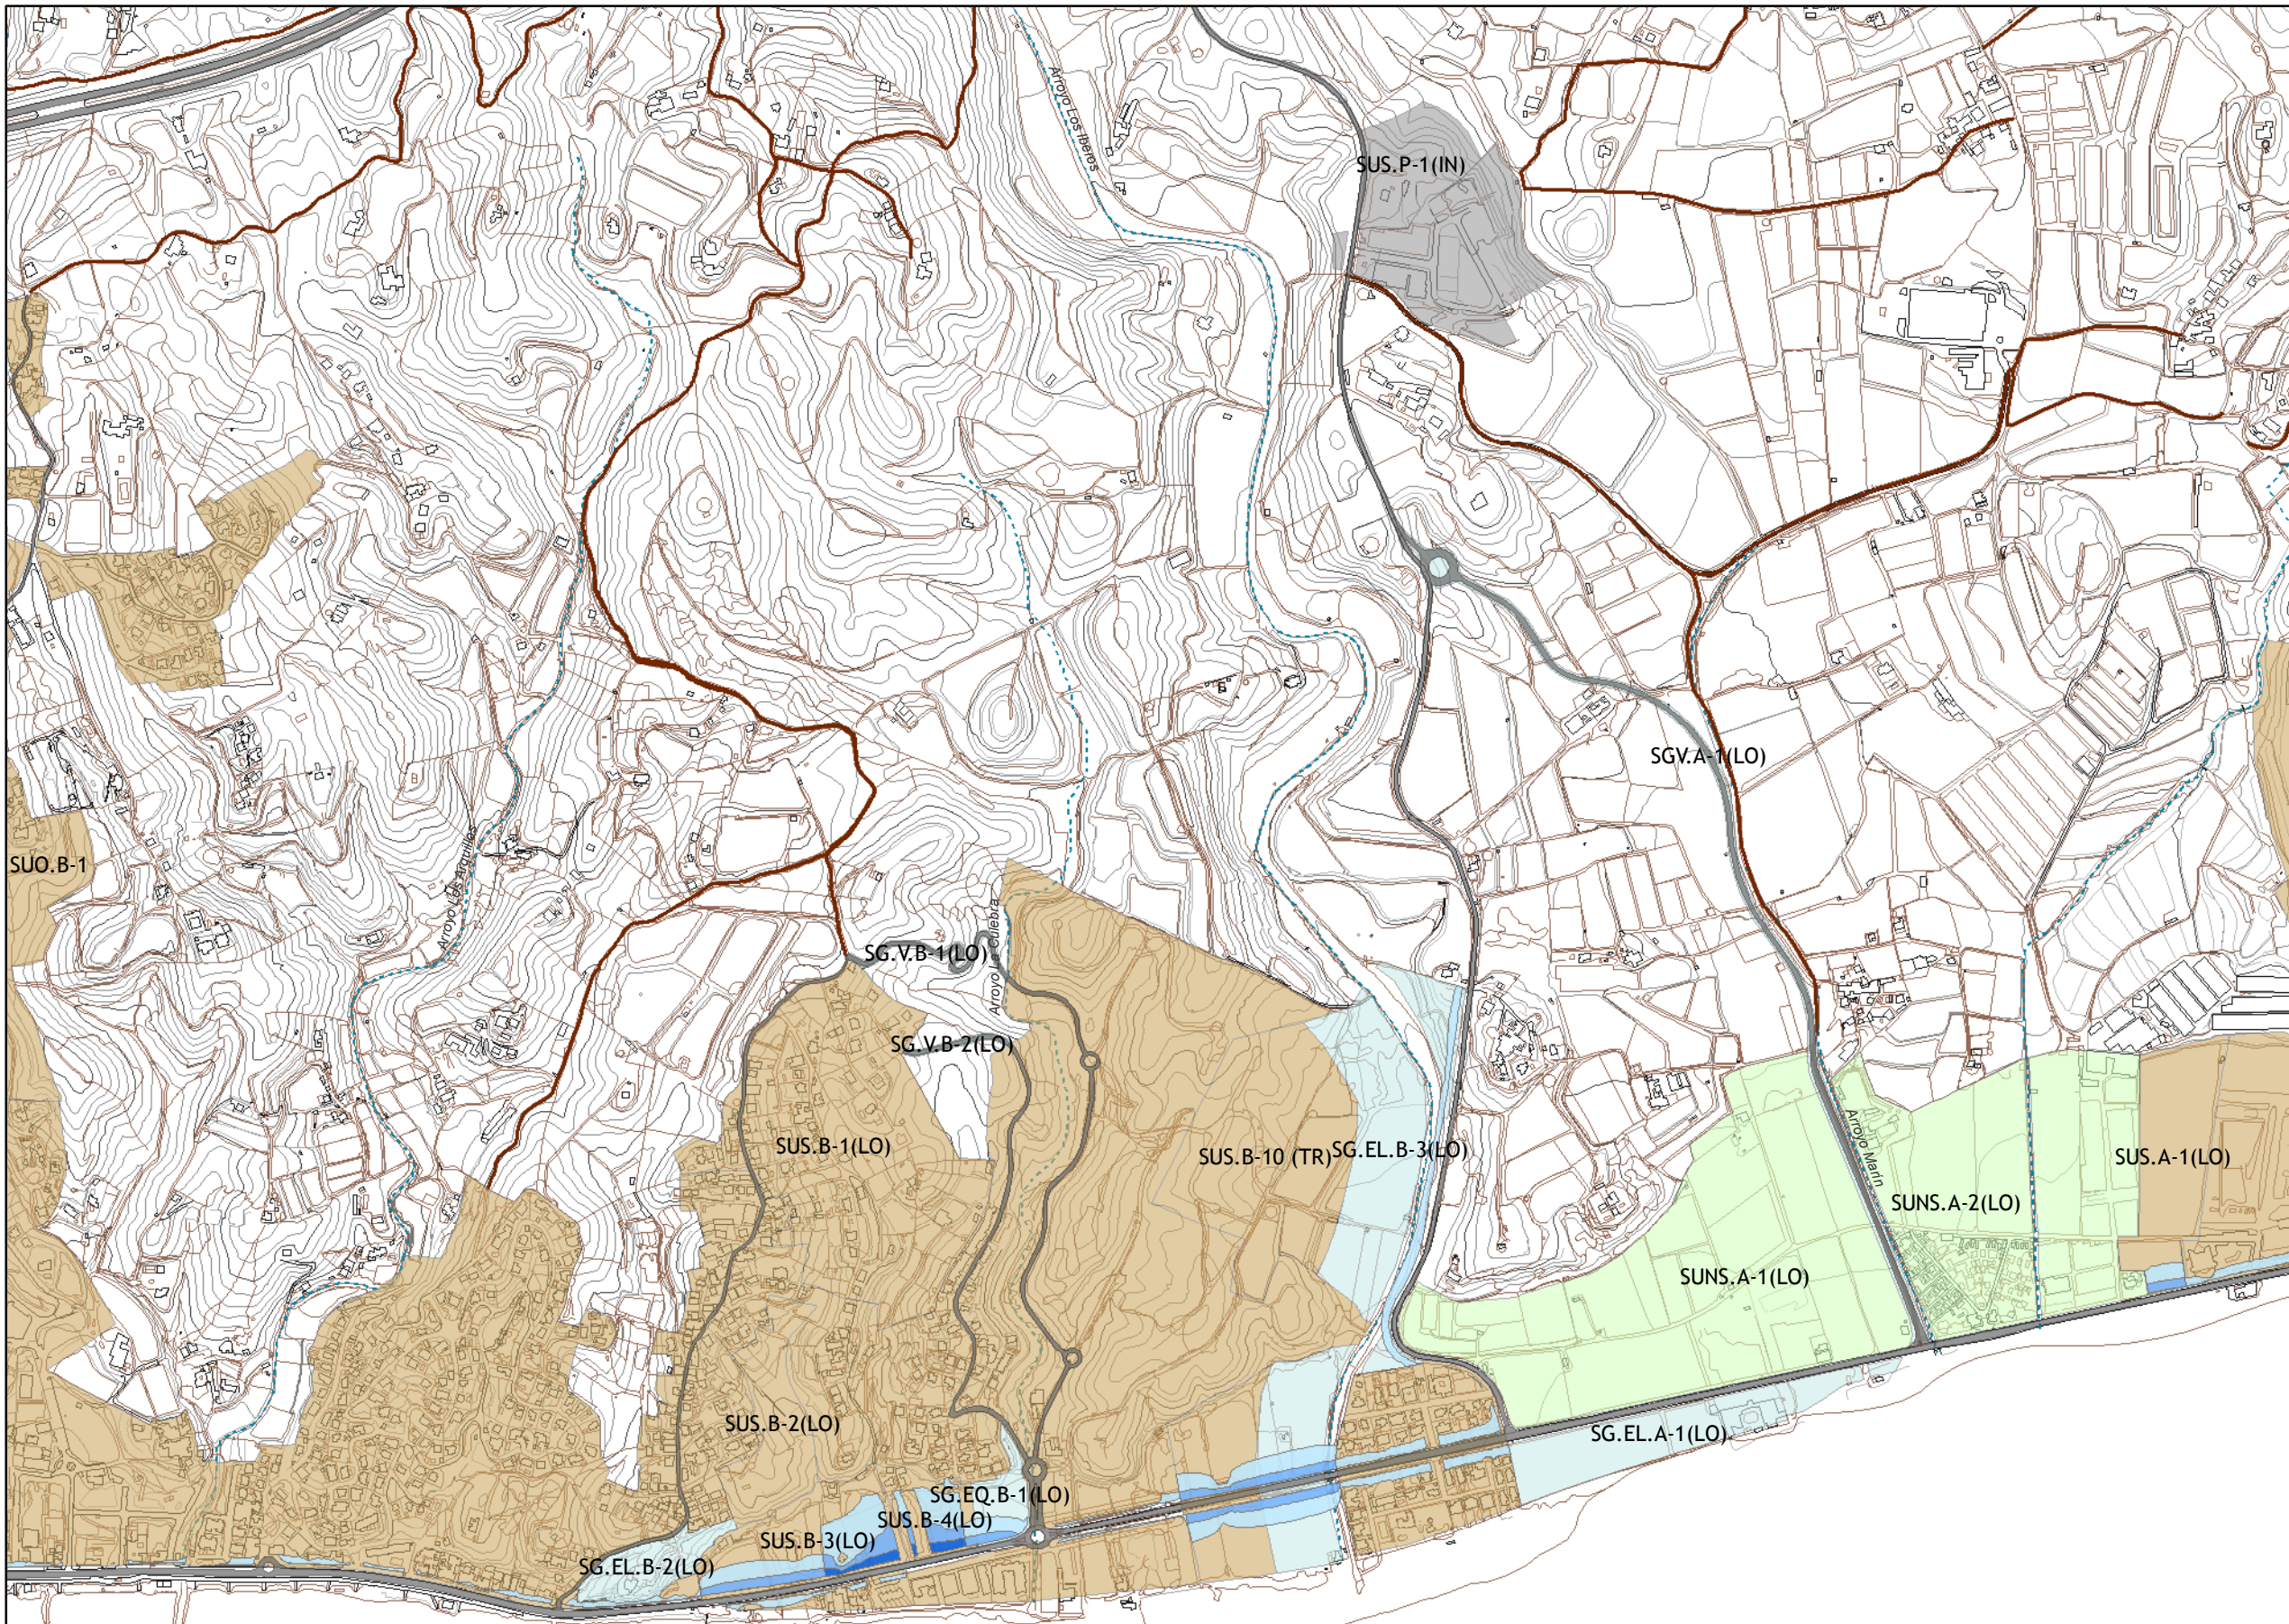 Arroyo Los Iberos
SUS.P-1(IN)
SGV.A-1(LO)
SUO.B-1
Arroyo Los Arquillos
SG.V.B-1(LO)
Arroyo La Culebra
SG.V.B-2(LO)
SUS.B-1(LO)
SUS.B-10 (TR)
SG.EL.B-3(LO)
Arroyo Marín
SUS.A-1(LO)
SUNS.A-2(LO)
SUNS.A-1(LO)
SUS.B-2(LO)
SG.EL.A-1(LO)
SG.EQ.B-1(LO)
SUS.B-4(LO)
SUS.B-3(LO)
SG.EL.B-2(LO)